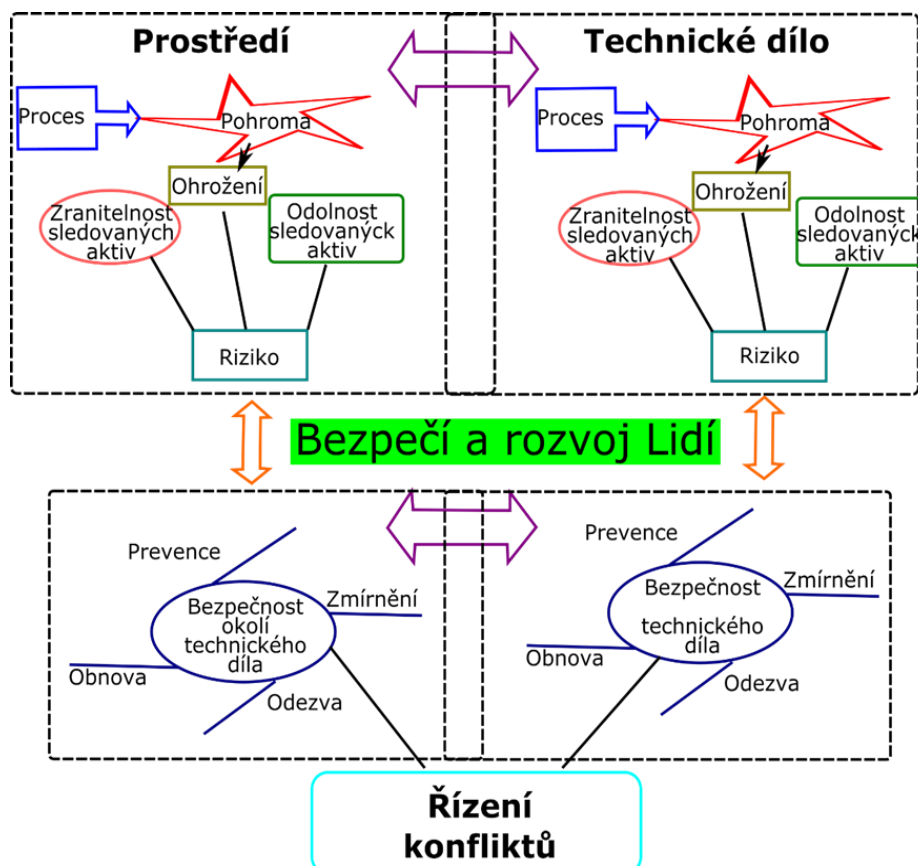 Prostředí
Technické dílo
Proces
Pohroma
Ohrožení
Zranitelnost
sledovaných
aktiv
Odolnost
sledovanýck
aktiv
Riziko
Proces
Pohroma
Ohrožení
Zranitelnost
sledovaných
aktiv
Odolnost
sledovanýck
aktiv
Riziko
Bezpečí a rozvoj Lidí
Prevence
Zmírnění
Bezpečnost
okolí
technického
díla
Obnova
Odezva
Prevence
Zmírnění
Bezpečnost
technického
díla
Obnova
Odezva
Řízení
konfliktů